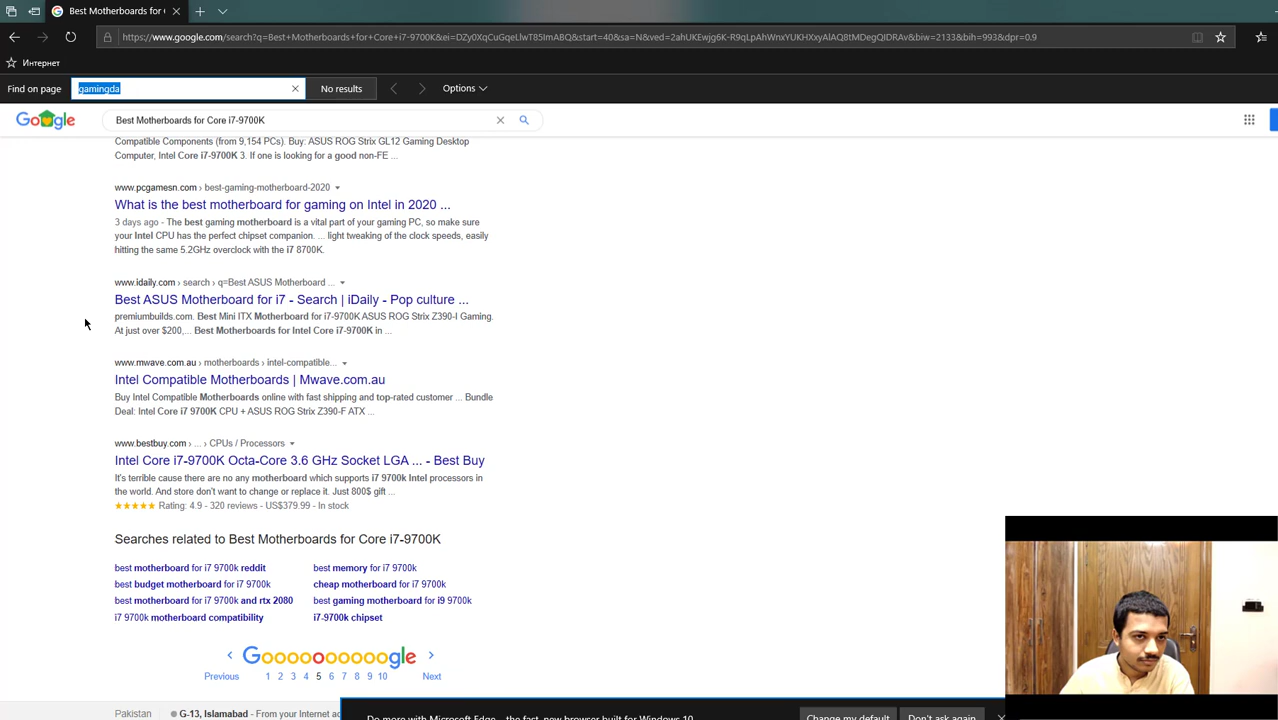 Best Motherboards for
https://www.google.com/search?q=Best+Motherboards+for+Core+i7-9700K&ei=DZy0XqCuGqeLlwT85ImABQ&start=40&sa=N&ved=2ahUKEwjg6K-R9qLpAhWnxYUKHXxyAlAQ8tMDegQIDRAv&biw=2133&bih=993&dpr=0.9
Интернет
Find on page gamingda No results Options
Google Best Motherboards for Core i7-9700K
Compatible Components (from 9,154 PCs). Buy: ASUS ROG Strix GL12 Gaming Desktop
Computer, Intel Core i7-9700K 3. If one is looking for a good non-FE ...
www.pcgamesn.com › best-gaming-motherboard-2020
What is the best motherboard for gaming on Intel in 2020 ...
3 days ago - The best gaming motherboard is a vital part of your gaming PC, so make sure
your Intel CPU has the perfect chipset companion. ... light tweaking of the clock speeds, easily
hitting the same 5.2GHz overclock with the i7 8700K.
www.idaily.com › search › q=Best ASUS Motherboard ...
Best ASUS Motherboard for i7 - Search | iDaily - Pop culture ...
premiumbuilds.com. Best Mini ITX Motherboard for i7-9700K ASUS ROG Strix Z390-I Gaming.
At just over $200,... Best Motherboards for Intel Core i7-9700K in ...
www.mwave.com.au › motherboards › intel-compatible...
Intel Compatible Motherboards | Mwave.com.au
Buy Intel Compatible Motherboards online with fast shipping and top-rated customer ... Bundle
Deal: Intel Core i7 9700K CPU + ASUS ROG Strix Z390-F ATX ...
www.bestbuy.com › ... › CPUs / Processors
Intel Core i7-9700K Octa-Core 3.6 GHz Socket LGA ... - Best Buy
It's terrible cause there are no any motherboard which supports i7 9700k Intel processors in
the world. And store don't want to change or replace it. Just 800$ gift ...
★★★★★ Rating: 4.9 - 320 reviews - US$379.99 - In stock
Searches related to Best Motherboards for Core i7-9700K
best motherboard for i7 9700k reddit best memory for i7 9700k
best budget motherboard for i7 9700k cheap motherboard for i7 9700k
best motherboard for i7 9700k and rtx 2080 best gaming motherboard for i9 9700k
i7 9700k motherboard compatibility i7-9700k chipset
Goooooooooogle
Previous 1 2 3 4 5 6 7 8 9 10 Next
Pakistan G-13, Islamabad - From your Internet ad
Do more with Microsoft Edge – the fast, new browser built for Windows 10 Change my default Don't ask again